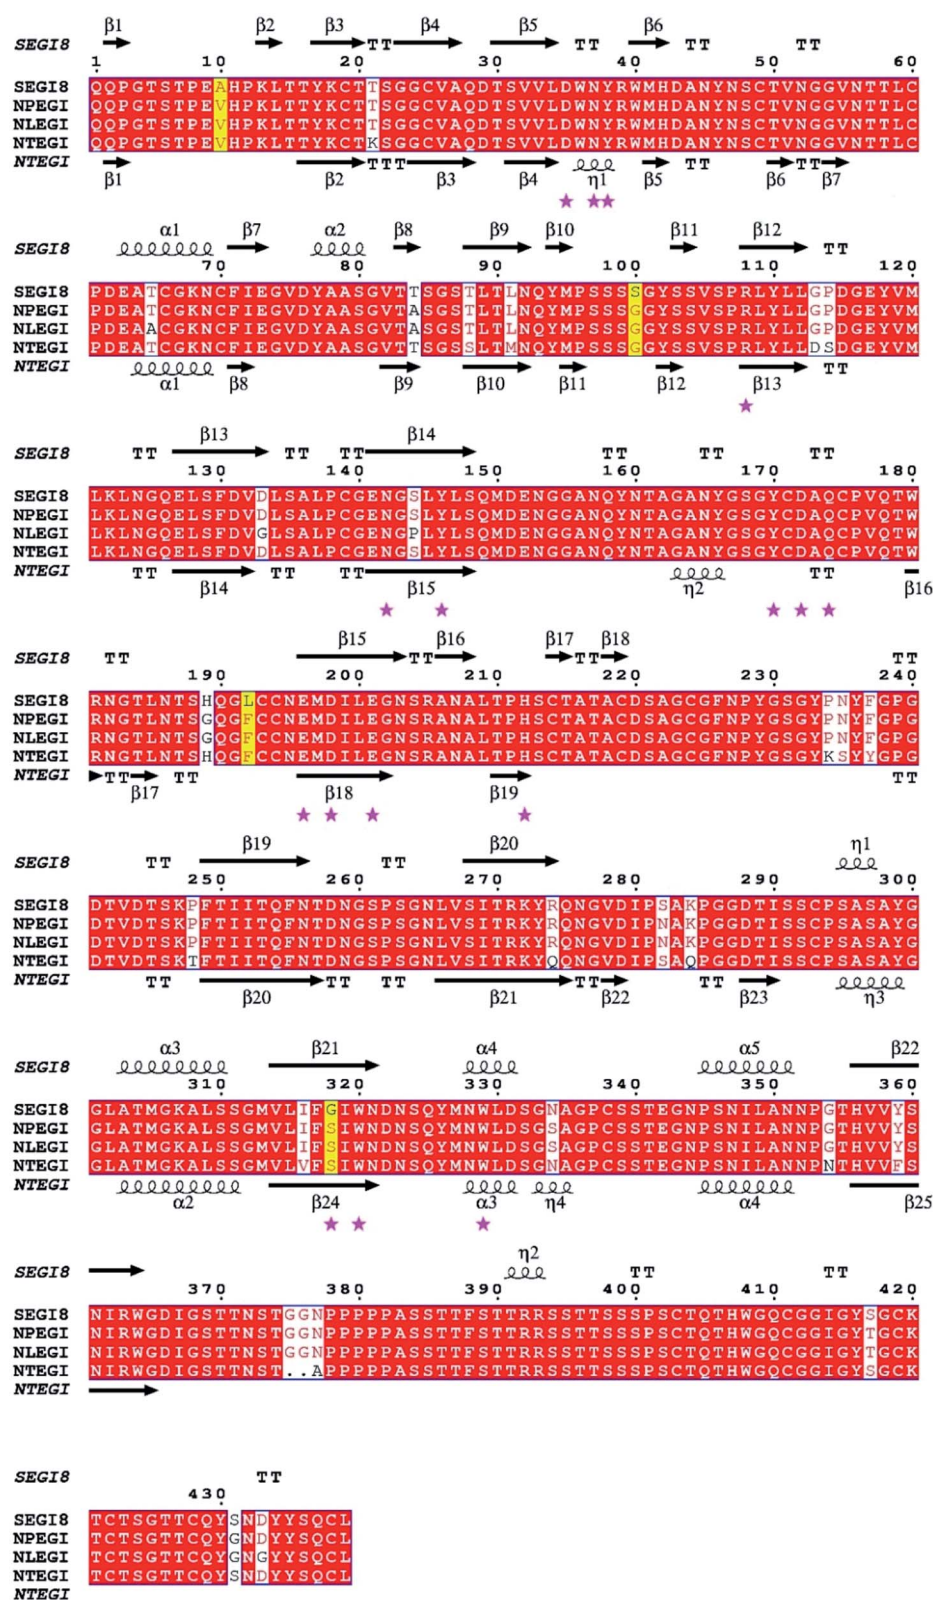 β1 β2 β3 β4 β5 β6
SEGI8 TT TT TT TT
1 10 20 30 40 50 60
SEGI8 QQPGTSTPEAHPKLTTYKCTTSGGCVAQDTSVVLDWNYRWMHDANYNSCTVNGGVNTTLC
NPEGI QQPGTSTPEVHPKLTTYKCTTSGGCVAQDTSVVLDWNYRWMHDANYNSCTVNGGVNTTLC
NLEGI QQPGTSTPEVHPKLTTYKCTTSGGCVAQDTSVVLDWNYRWMHDANYNSCTVNGGVNTTLC
NTEGI QQPGTSTPEVHPKLTTYKCTKSGGCVAQDTSVVLDWNYRWMHDANYNSCTVNGGVNTTLC
NTEGI TT T TT TT
β1 β2 β3 β4 η1 β5 β6 β7
α1 β7 α2 β8 β9 β10 β11 β12
SEGI8 TT
70 80 90 100 110 120
SEGI8 PDEATCGKNCFIEGVDYAASGVTTSGSTLTLNQYMPSSSSGYSSVSPRLYLLGPDGEYVM
NPEGI PDEATCGKNCFIEGVDYAASGVTASGSTLTLNQYMPSSSGGYSSVSPRLYLLGPDGEYVM
NLEGI PDEAACGKNCFIEGVDYAASGVTASGSTLTLNQYMPSSSGGYSSVSPRLYLLGPDGEYVM
NTEGI PDEATCGKNCFIEGVDYAASGVTTSGSSLTMNQYMPSSSGGYSSVSPRLYLLDSDGEYVM
NTEGI TT
α1 β8 β9 β10 β11 β12 β13
β13 β14
SEGI8 TT TT TT TT TT TT
130 140 150 160 170 180
SEGI8 LKLNGQELSFDVDLSALPCGENGSLYLSQMDENGGANQYNTAGANYGSGYCDAQCPVQTW
NPEGI LKLNGQELSFDVDLSALPCGENGSLYLSQMDENGGANQYNTAGANYGSGYCDAQCPVQTW
NLEGI LKLNGQELSFDVGLSALPCGENGPLYLSQMDENGGANQYNTAGANYGSGYCDAQCPVQTW
NTEGI LKLNGQELSFDVDLSALPCGENGSLYLSQMDENGGANQYNTAGANYGSGYCDAQCPVQTW
NTEGI TT TT TT TT
β14 β15 η2 β16
β15 β16 β17 β18
SEGI8 TT TT TT TT
190 200 210 220 230 240
SEGI8 RNGTLNTSHQGLCCNEMDILEGNSRANALTPHSCTATACDSAGCGFNPYGSGYPNYFGPG
NPEGI RNGTLNTSGQGFCCNEMDILEGNSRANALTPHSCTATACDSAGCGFNPYGSGYPNYFGPG
NLEGI RNGTLNTSGQGFCCNEMDILEGNSRANALTPHSCTATACDSAGCGFNPYGSGYPNYFGPG
NTEGI RNGTLNTSHQGFCCNEMDILEGNSRANALTPHSCTATACDSAGCGFNPYGSGYKSYYGPG
NTEGI TT TT TT
β17 β18 β19
β19 β20 η1
SEGI8 TT TT
250 260 270 280 290 300
SEGI8 DTVDTSKPFTIITQFNTDNGSPSGNLVSITRKYRQNGVDIPSAKPGGDTISSCPSASAYG
NPEGI DTVDTSKPFTIITQFNTDNGSPSGNLVSITRKYRQNGVDIPNAKPGGDTISSCPSASAYG
NLEGI DTVDTSKPFTIITQFNTDNGSPSGNLVSITRKYRQNGVDIPNAKPGGDTISSCPSASAYG
NTEGI DTVDTSKTFTIITQFNTDNGSPSGNLVSITRKYQQNGVDIPSAQPGGDTISSCPSASAYG
NTEGI TT TT TT TT TT
β20 β21 β22 β23 η3
α3 β21 α4 α5 β22
SEGI8
310 320 330 340 350 360
SEGI8 GLATMGKALSSGMVLIFGIWNDNSQYMNWLDSGNAGPCSSTEGNPSNILANNPGTHVVYS
NPEGI GLATMGKALSSGMVLIFSIWNDNSQYMNWLDSGSAGPCSSTEGNPSNILANNPGTHVVYS
NLEGI GLATMGKALSSGMVLIFSIWNDNSQYMNWLDSGSAGPCSSTEGNPSNILANNPGTHVVYS
NTEGI GLATMGKALSSGMVLVFSIWNDNSQYMNWLDSGNAGPCSSTEGNPSNILANNPNTHVVFS
NTEGI
α2 β24 α3 η4 α4 β25
η2
SEGI8 TT TT
370 380 390 400 410 420
SEGI8 NIRWGDIGSTTNSTGGNPPPPPASSTTFSTTRRSSTTSSSPSCTQTHWGQCGGIGYSGCK
NPEGI NIRWGDIGSTTNSTGGNPPPPPASSTTFSTTRRSSTTSSSPSCTQTHWGQCGGIGYTGCK
NLEGI NIRWGDIGSTTNSTGGNPPPPPASSTTFSTTRRSSTTSSSPSCTQTHWGQCGGIGYTGCK
NTEGI NIRWGDIGSTTNST..APPPPPASSTTFSTTRRSSTTSSSPSCTQTHWGQCGGIGYSGCK
NTEGI
SEGI8 TT
430
SEGI8 TCTSGTTCQYSNDYYSQCL
NPEGI TCTSGTTCQYGNDYYSQCL
NLEGI TCTSGTTCQYGNGYYSQCL
NTEGI TCTSGTTCQYSNDYYSQCL
NTEGI